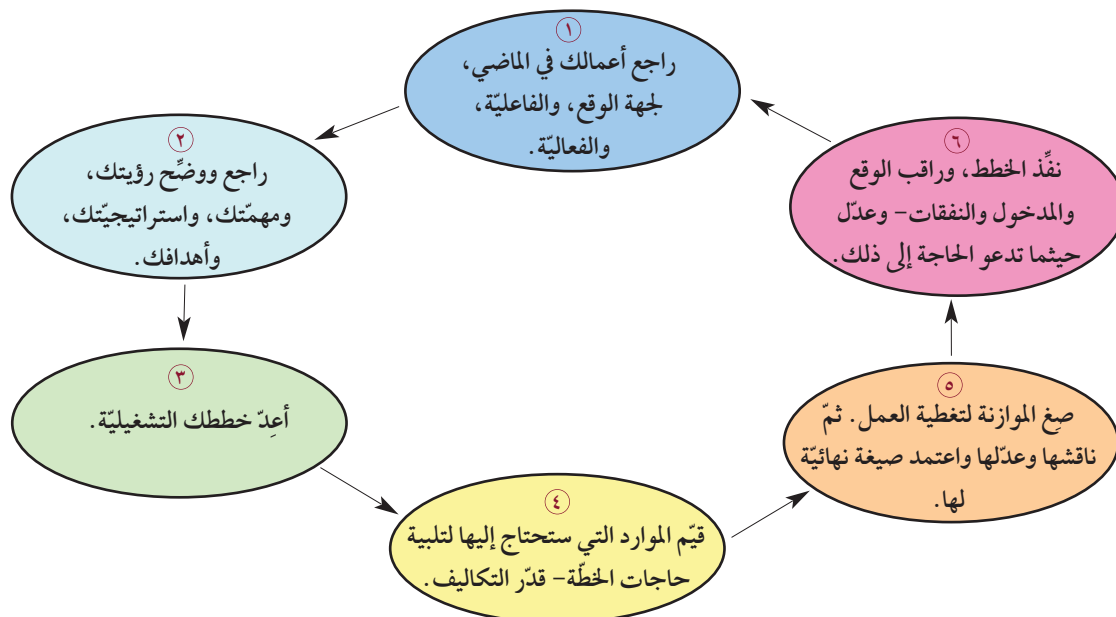 ١
راجع أعمالك في الماضي،
لجهة الوقع، والفاعليّة،
والفعاليّة.
٢
راجع ووضِّح رؤيتك،
ومهمّتك، واستراتيجيّتك،
وأهدافك.
٣
أعِدّ خططك التشغيليّة.
٤
قيّم الموارد التي ستحتاج إليها لتلبية
حاجات الخطّة- قدّر التكاليف.
٥
صِغ الموازنة لتغطية العمل. ثمّ
ناقشها وعدّلها واعتمد صيغة نهائيّة
لها.
٦
نفِّذ الخطط، وراقب الوقع
والمدخول والنفقات- وعدّل
حيثما تدعو الحاجة إلى ذلك.